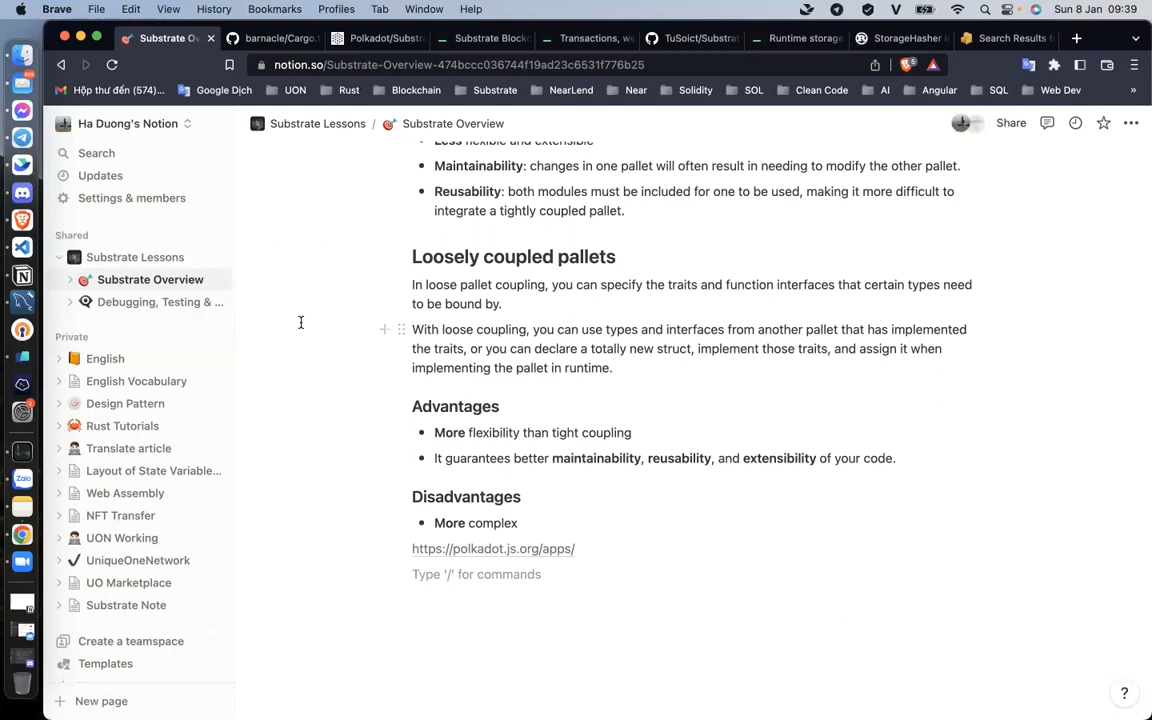 Brave File Edit View History Bookmarks Profiles Tab Window Help Sun 8 Jan 09:39
Substrate Ov barnacle/Cargo.t Polkadot/Substr Substrate Blocke Transactions, we TuSoict/Substrat Runtime storage StorageHasher in Search Results f
notion.so/Substrate-Overview-474bccc036744f19ad23c6531f776b25
Hộp thư đến (574)... Google Dịch UON Rust Blockchain Substrate NearLend Near Solidity SOL Clean Code AI Angular SQL Web Dev »
Ha Duong's Notion
Substrate Lessons / Substrate Overview
Share
Search
Updates
Settings & members
Shared
Substrate Lessons
Substrate Overview
Debugging, Testing & ...
Private
English
English Vocabulary
Design Pattern
Rust Tutorials
Translate article
Layout of State Variable...
Web Assembly
NFT Transfer
UON Working
UniqueOneNetwork
UO Marketplace
Substrate Note
Create a teamspace
Templates
New page
Less flexible and extensible
Maintainability: changes in one pallet will often result in needing to modify the other pallet.
Reusability: both modules must be included for one to be used, making it more difficult to
integrate a tightly coupled pallet.
Loosely coupled pallets
In loose pallet coupling, you can specify the traits and function interfaces that certain types need
to be bound by.
With loose coupling, you can use types and interfaces from another pallet that has implemented
the traits, or you can declare a totally new struct, implement those traits, and assign it when
implementing the pallet in runtime.
Advantages
More flexibility than tight coupling
It guarantees better maintainability, reusability, and extensibility of your code.
Disadvantages
More complex
https://polkadot.js.org/apps/
Type '/' for commands
?